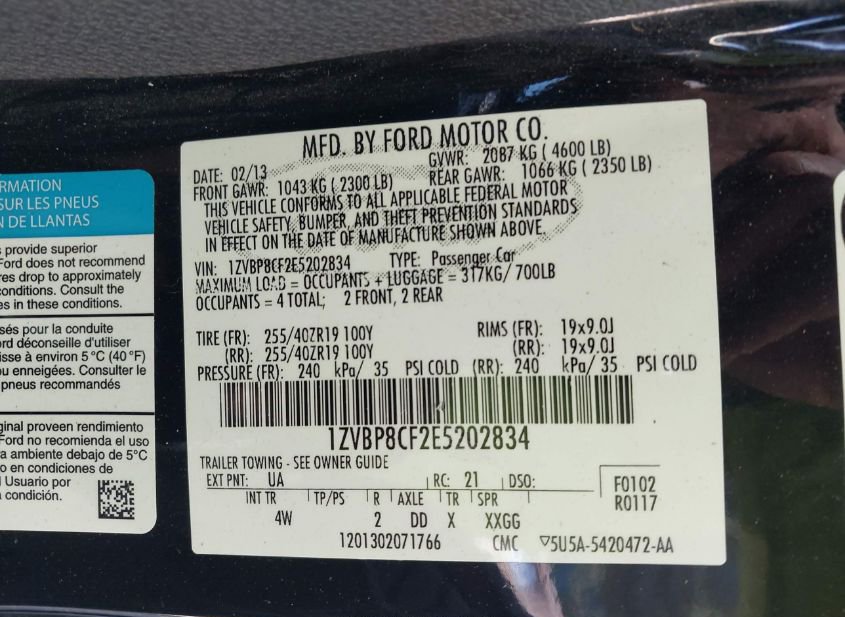 RMATION
SUR LES PNEUS
N DE LLANTAS
s provide superior
Ford does not recommend
res drop to approximately
conditions. Consult the
es in these conditions.
sés pour la conduite
ord déconseille d'utiliser
isse à environ 5°C (40°F)
ou enneigées. Consulter le
pneus recommandés
ginal proveen rendimiento
Ford no recomienda el uso
ra ambiente debajo de 5°C
o en condiciones de
l Usuario por
a condición.
MFD. BY FORD MOTOR CO.
DATE: 02/13 GVWR: 2087 KG ( 4600 LB)
FRONT GAWR: 1043 KG ( 2300 LB) REAR GAWR: 1066 KG ( 2350 LB)
THIS VEHICLE CONFORMS TO ALL APPLICABLE FEDERAL MOTOR
VEHICLE SAFETY, BUMPER, AND THEFT PREVENTION STANDARDS
IN EFFECT ON THE DATE OF MANUFACTURE SHOWN ABOVE.
VIN: 1ZVBP8CF2E5202834 TYPE: Passenger Car
MAXIMUM LOAD = OCCUPANTS + LUGGAGE = 317KG/ 700LB
OCCUPANTS = 4 TOTAL; 2 FRONT, 2 REAR
TIRE (FR): 255/40ZR19 100Y RIMS (FR): 19x9.0J
(RR): 255/40ZR19 100Y (RR): 19x9.0J
PRESSURE (FR): 240 kPa/ 35 PSI COLD (RR): 240 kPa/ 35 PSI COLD
1ZVBP8CF2E5202834
TRAILER TOWING - SEE OWNER GUIDE
EXT PNT: UA RC: 21 DSO: F0102
INT TR TP/PS R AXLE TR SPR R0117
4W 2 DD X XXGG
1201302071766 CMC ▽5U5A-5420472-AA